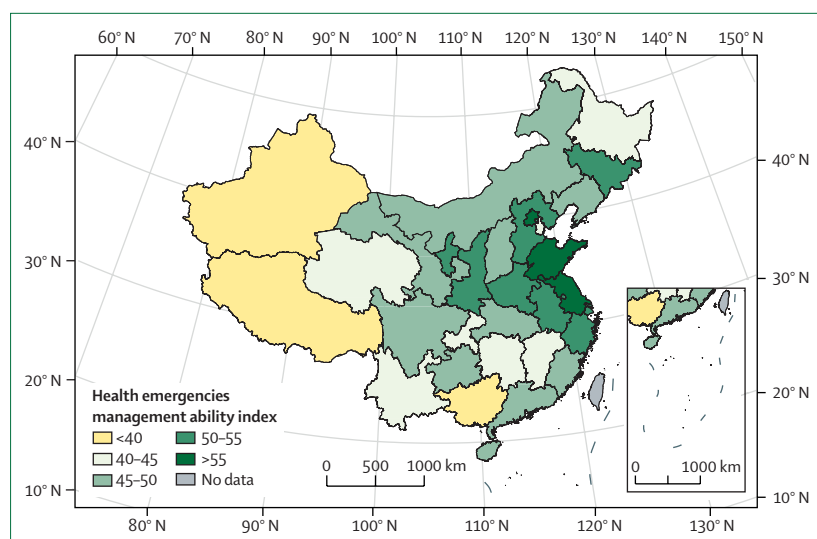 60° N 70° N 80° N 90° N 100° N 110° N 120° N 130° N 140° N 150° N
40° N
40° N
30° N
30° N
20° N
20° N
10° N
10° N
Health emergencies
management ability index
<40 50–55
40–45 >55
45–50 No data
0 500 1000 km
0 1000 km
80° N 90° N 100° N 110° N 120° N 130° N